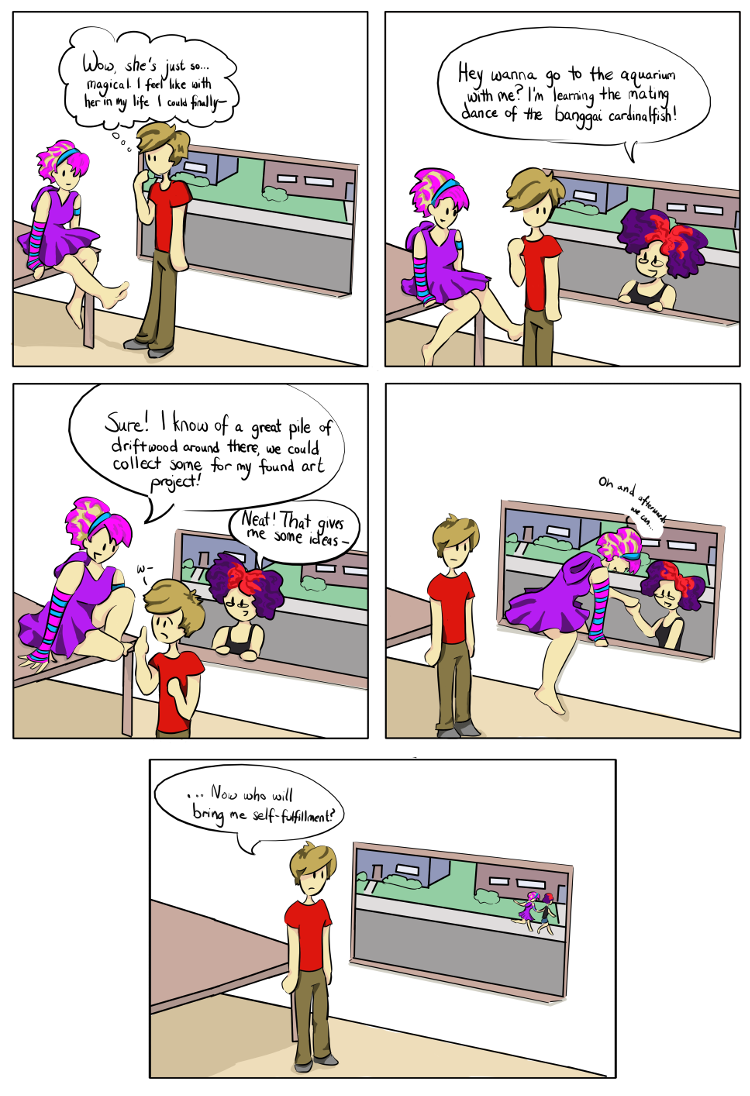 Wow, she's just so...
magical. I feel like with
her in my life I could finally—
Hey wanna go to the aquarium
with me? I'm learning the mating
dance of the banggai cardinalfish!
Sure! I know of a great pile of
driftwood around there, we could
collect some for my found art
project!
Neat! That gives
me some ideas—
w—
Oh and afterwards
we can...
... Now who will
bring me self-fulfillment?